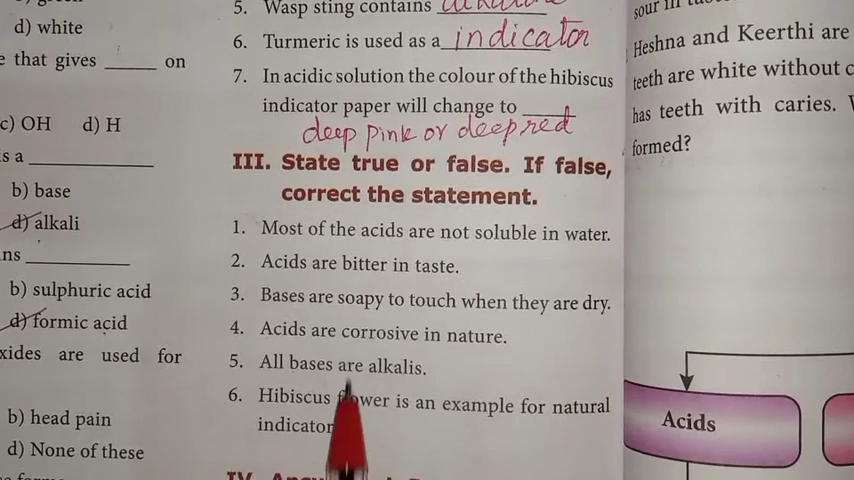 d) white
e that gives _____ on
c) OH d) H
s a
b) base
d) alkali
ns
b) sulphuric acid
d) formic acid
xides are used for
b) head pain
d) None of these
5. Wasp sting contains
6. Turmeric is used as a indicator
7. In acidic solution the colour of the hibiscus
indicator paper will change to _____
deep pink or deep red
III. State true or false. If false,
correct the statement.
1. Most of the acids are not soluble in water.
2. Acids are bitter in taste.
3. Bases are soapy to touch when they are dry.
4. Acids are corrosive in nature.
5. All bases are alkalis.
6. Hibiscus flower is an example for natural
indicator
IV.
sour in
Heshna and Keerthi are
teeth are white without c
has teeth with caries.
formed?
Acids